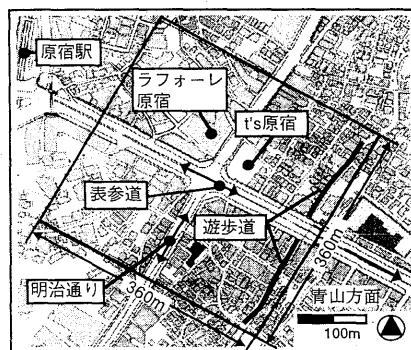 原宿駅
ラフォーレ
原宿
t's原宿
表参道
遊歩道
明治通り
360m
360m
青山方面
100m